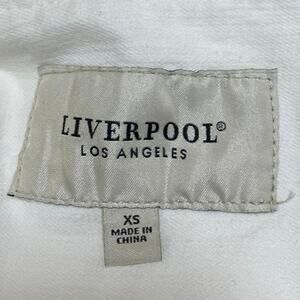 LIVERPOOL®
LOS ANGELES
XS
MADE IN
CHINA